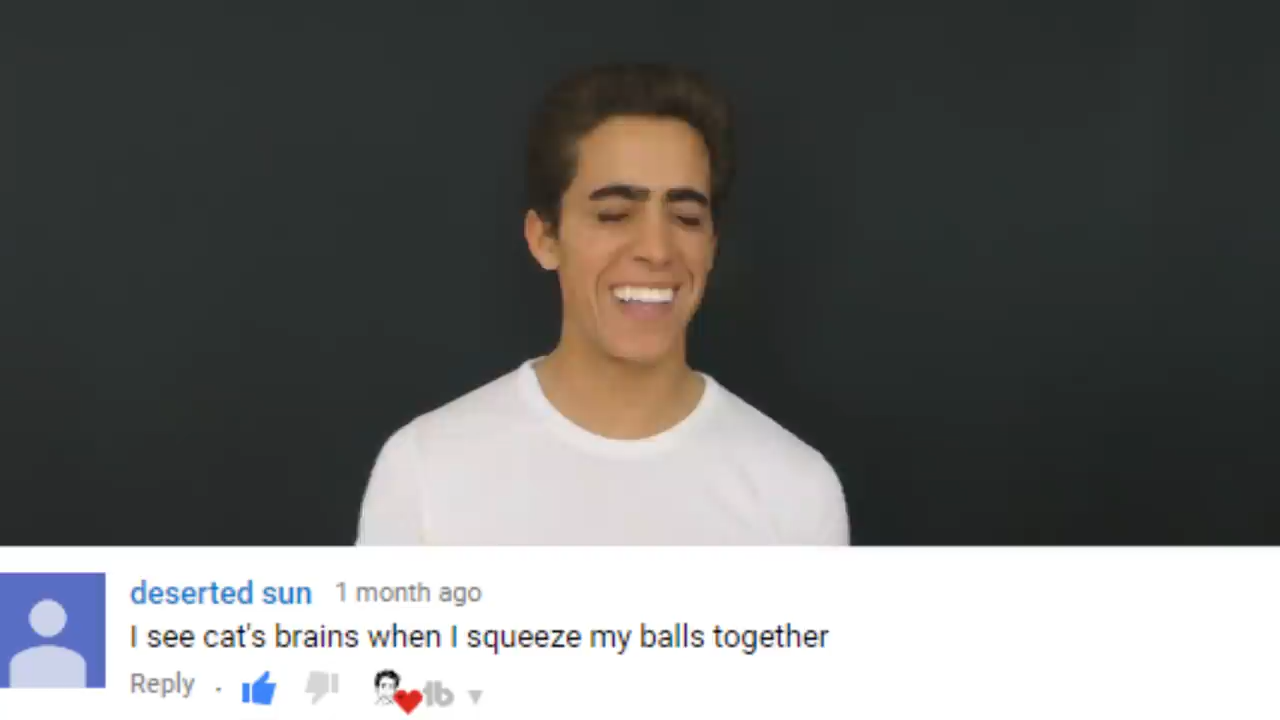 deserted sun 1 month ago
I see cat's brains when I squeeze my balls together
Reply